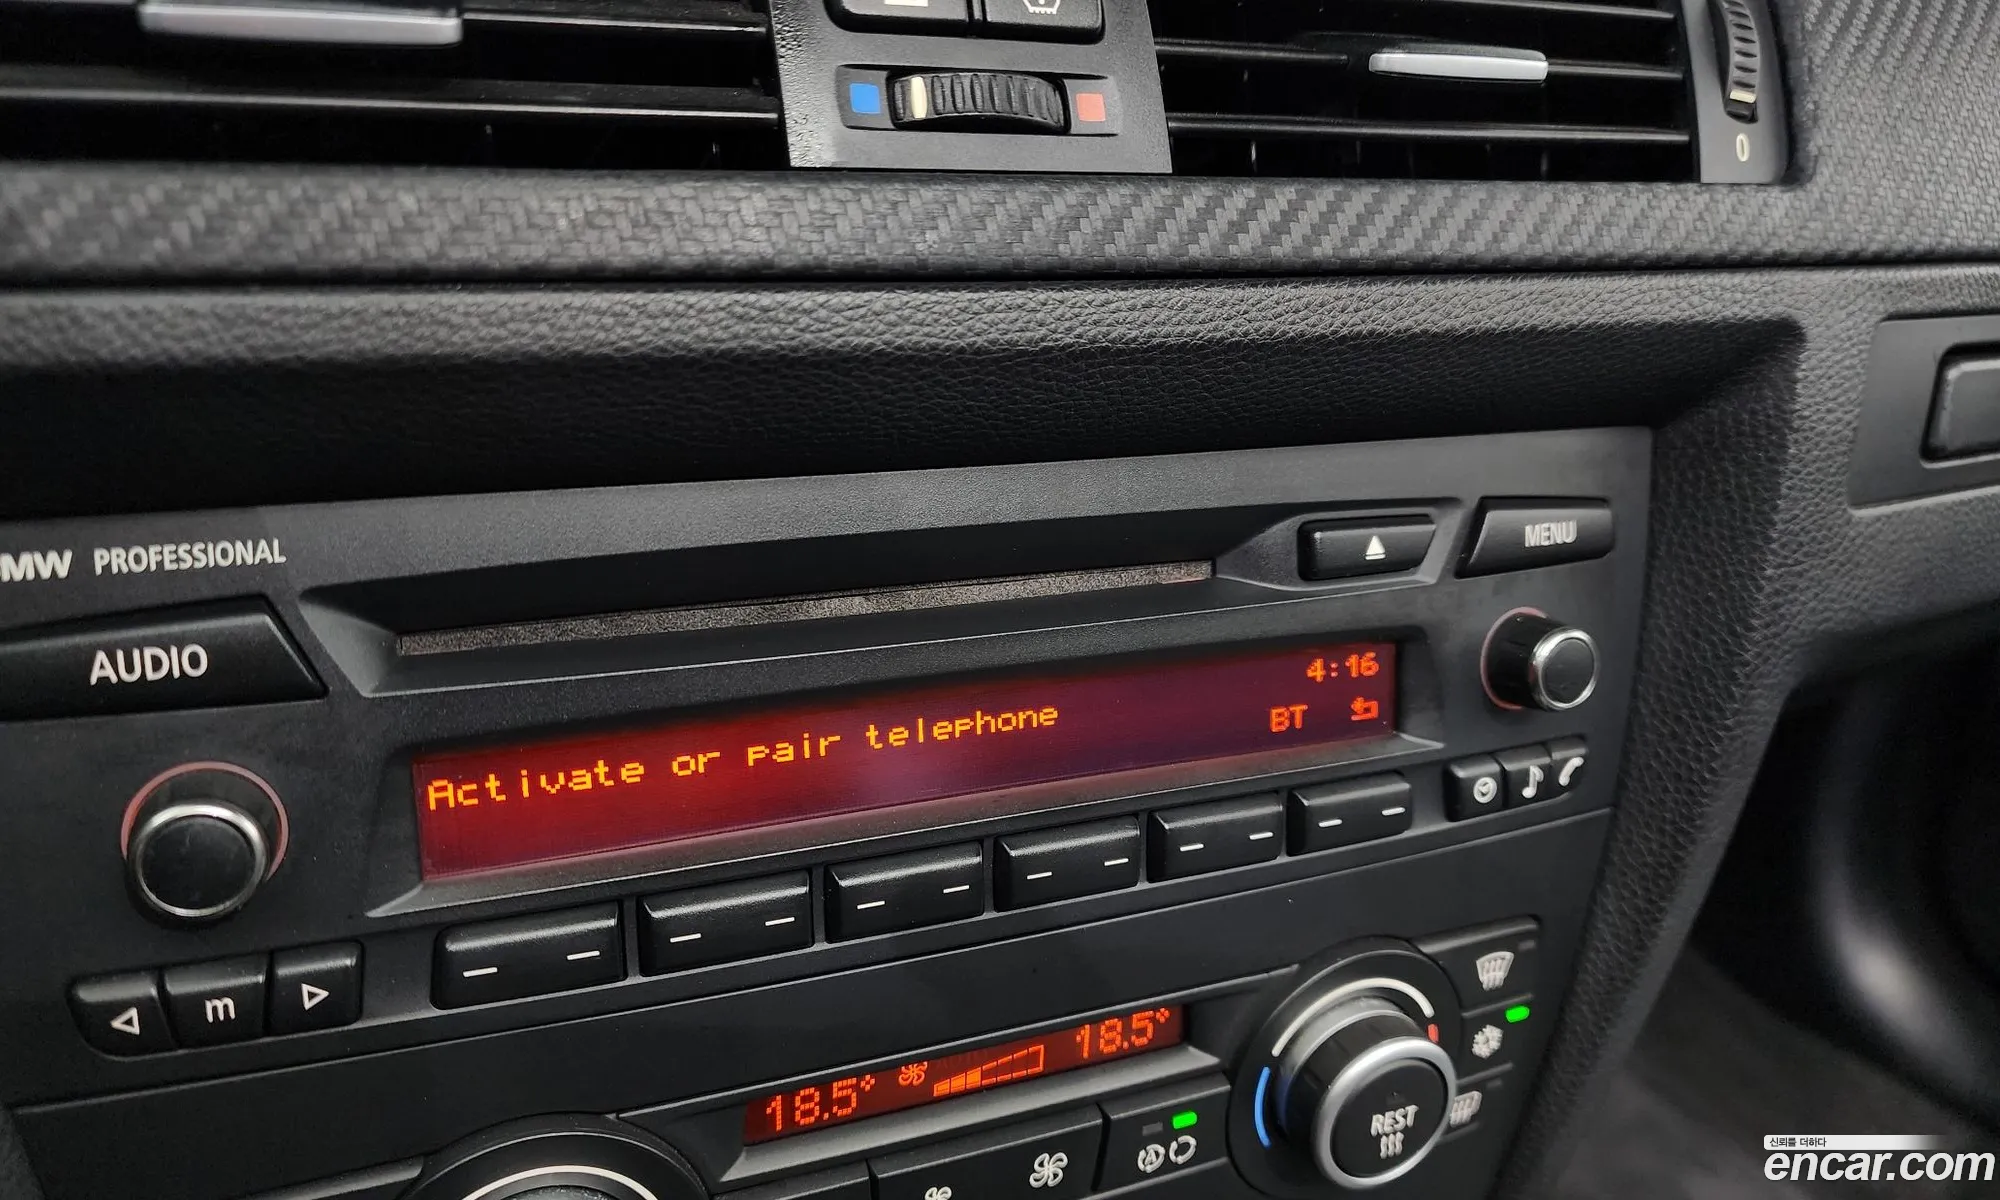 0
MW PROFESSIONAL
MENU
AUDIO
4:16
Activate or pair telephone
BT
m
18.5°
18.5°
REST
신뢰를 더하다
encar.com